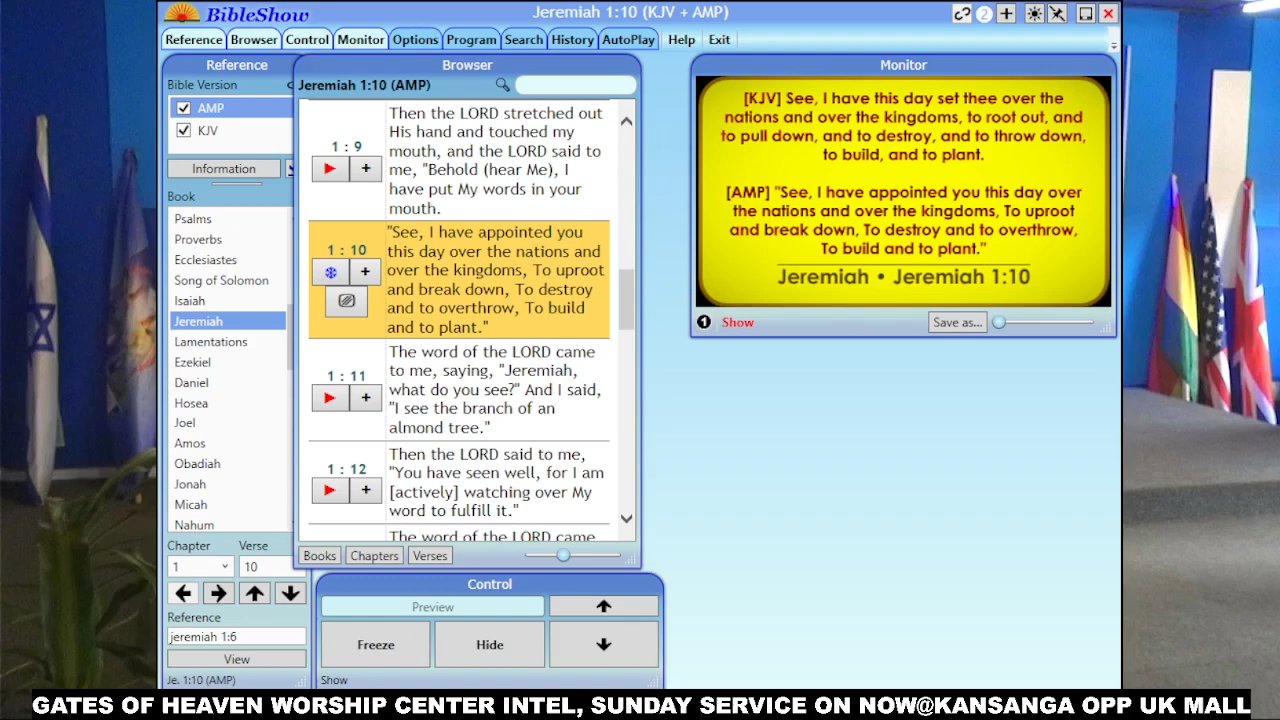 BibleShow
Jeremiah 1:10 (KJV + AMP)
2
Reference Browser Control Monitor Options Program Search History AutoPlay Help Exit
Reference
Bible Version
AMP
KJV
Information
Book
Psalms
Proverbs
Ecclesiastes
Song of Solomon
Isaiah
Jeremiah
Lamentations
Ezekiel
Daniel
Hosea
Joel
Amos
Obadiah
Jonah
Micah
Nahum
Chapter Verse
1 10
Reference
jeremiah 1:6
View
Je. 1:10 (AMP)
Browser
Jeremiah 1:10 (AMP)
1 : 9
Then the LORD stretched out
His hand and touched my
mouth, and the LORD said to
me, "Behold (hear Me), I
have put My words in your
mouth.
1 : 10
"See, I have appointed you
this day over the nations and
over the kingdoms, To uproot
and break down, To destroy
and to overthrow, To build
and to plant."
1 : 11
The word of the LORD came
to me, saying, "Jeremiah,
what do you see?" And I said,
"I see the branch of an
almond tree."
1 : 12
Then the LORD said to me,
"You have seen well, for I am
[actively] watching over My
word to fulfill it."
The word of the LORD came
Books Chapters Verses
Control
Preview
Freeze Hide
Show
Monitor
[KJV] See, I have this day set thee over the
nations and over the kingdoms, to root out, and
to pull down, and to destroy, and to throw down,
to build, and to plant.
[AMP] "See, I have appointed you this day over
the nations and over the kingdoms, To uproot
and break down, To destroy and to overthrow,
To build and to plant."
Jeremiah • Jeremiah 1:10
1 Show Save as...
GATES OF HEAVEN WORSHIP CENTER INTEL, SUNDAY SERVICE ON NOW@KANSANGA OPP UK MALL